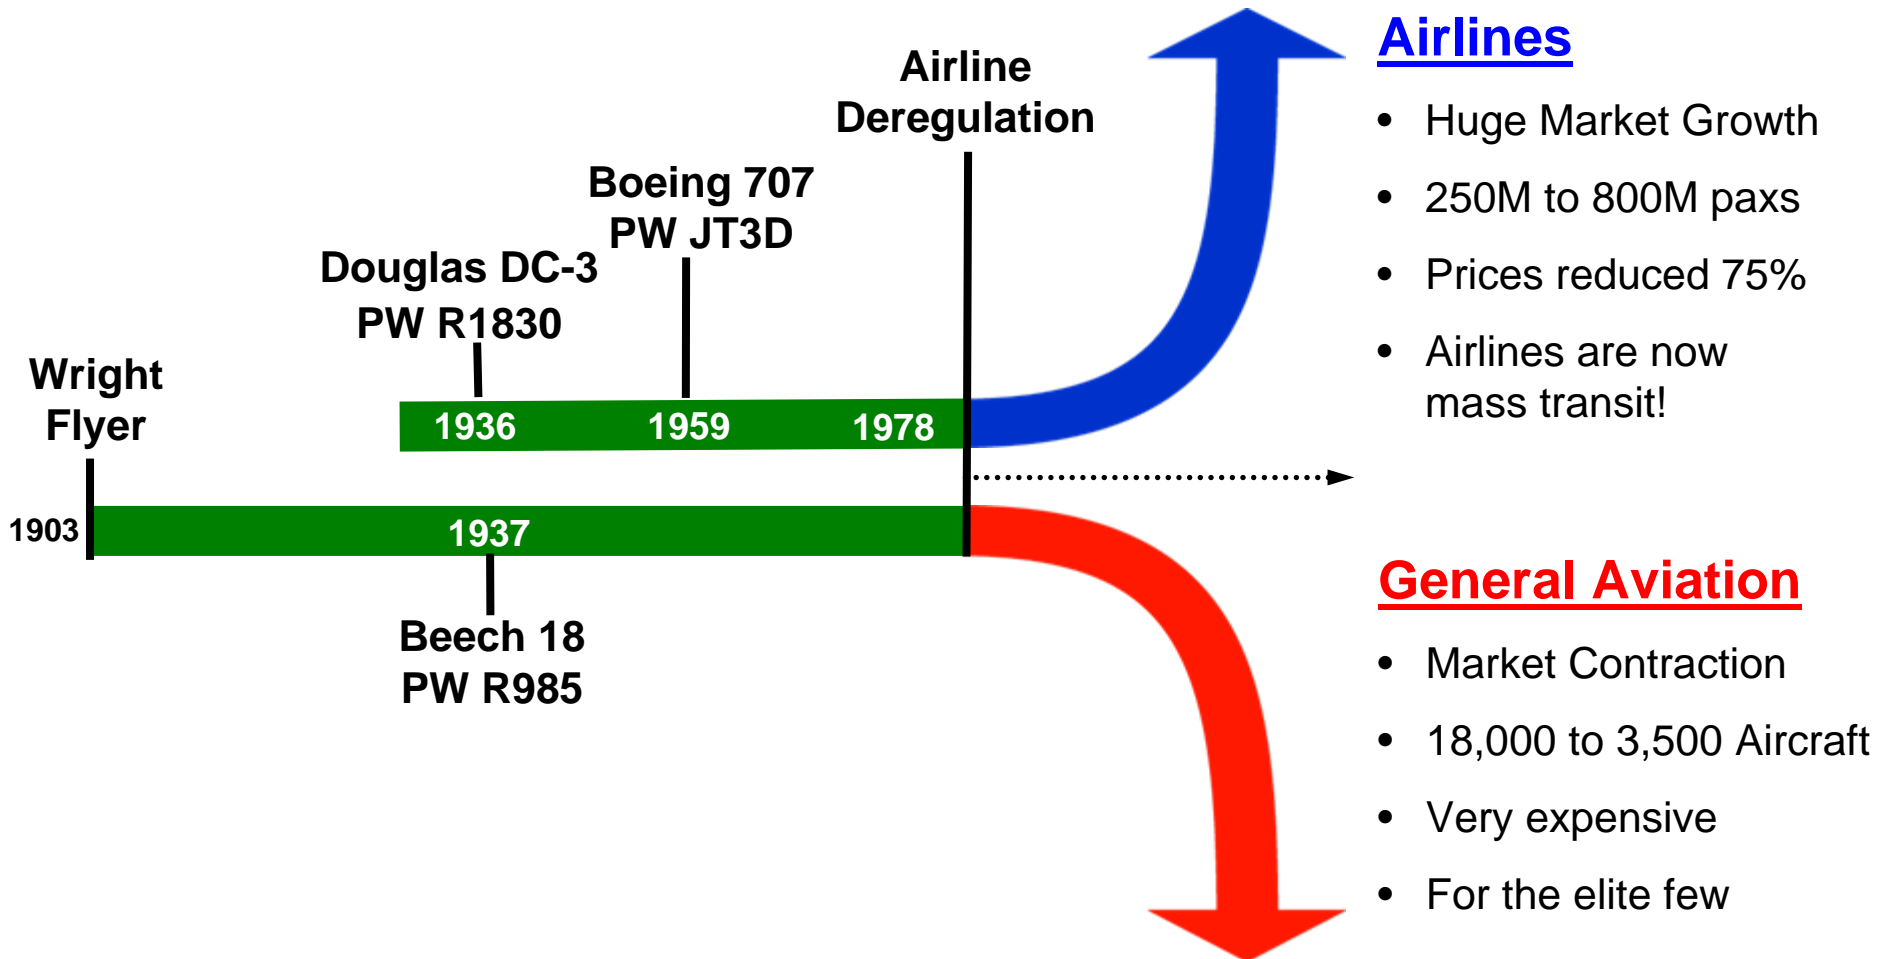 Airline
Deregulation
Boeing 707
PW JT3D
Douglas DC-3
PW R1830
Wright
Flyer
1936
1959
1978
1903
1937
Beech 18
PW R985
Airlines
• Huge Market Growth
• 250M to 800M paxs
• Prices reduced 75%
• Airlines are now
mass transit!
General Aviation
• Market Contraction
• 18,000 to 3,500 Aircraft
• Very expensive
• For the elite few